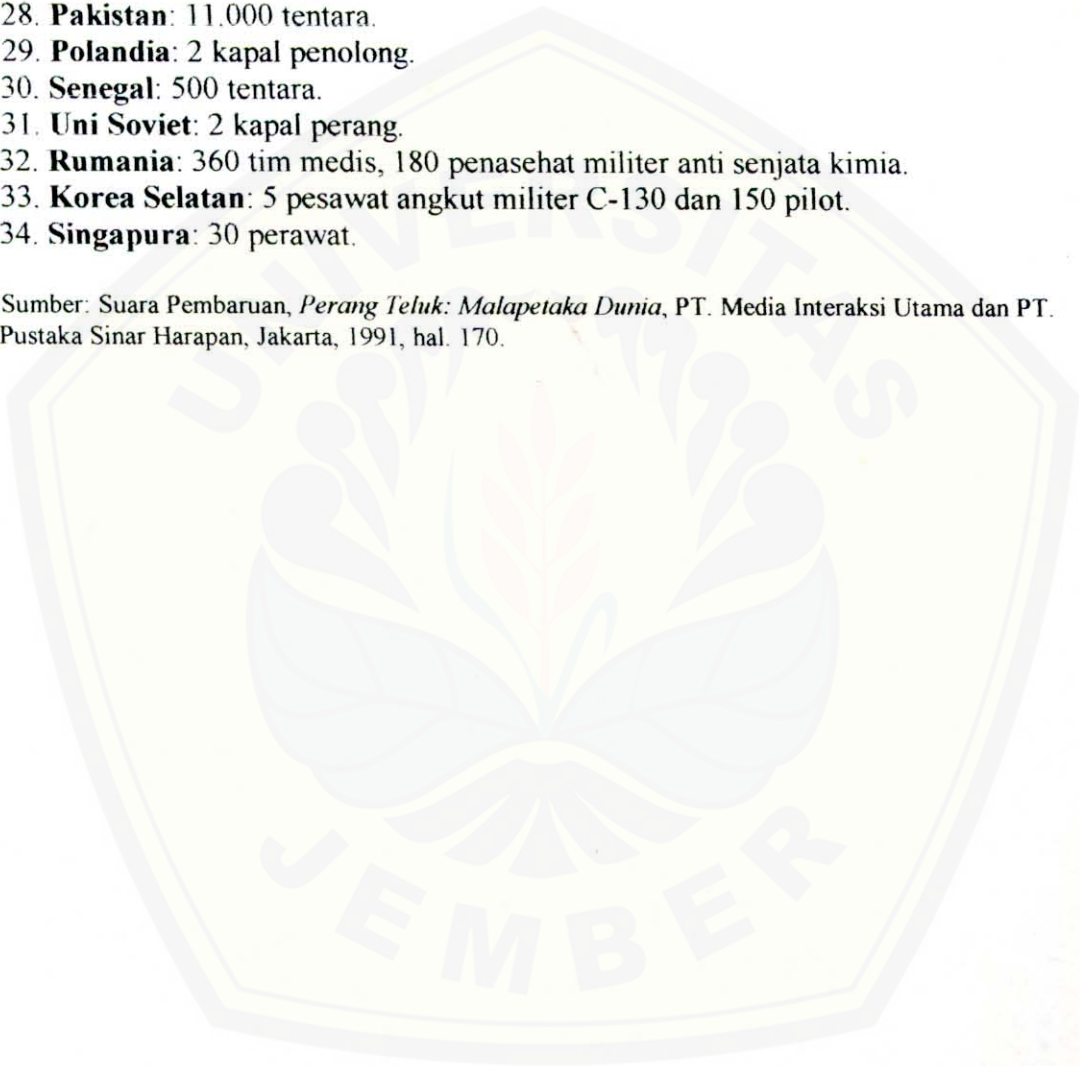 28. Pakistan: 11.000 tentara.
29. Polandia: 2 kapal penolong.
30. Senegal: 500 tentara.
31. Uni Soviet: 2 kapal perang.
32. Rumania: 360 tim medis, 180 penasehat militer anti senjata kimia.
33. Korea Selatan: 5 pesawat angkut militer C-130 dan 150 pilot.
34. Singapura: 30 perawat.
Sumber: Suara Pembaruan, Perang Teluk: Malapetaka Dunia, PT. Media Interaksi Utama dan PT.
Pustaka Sinar Harapan, Jakarta, 1991, hal. 170.
UNIVERSITAS
JEMBER